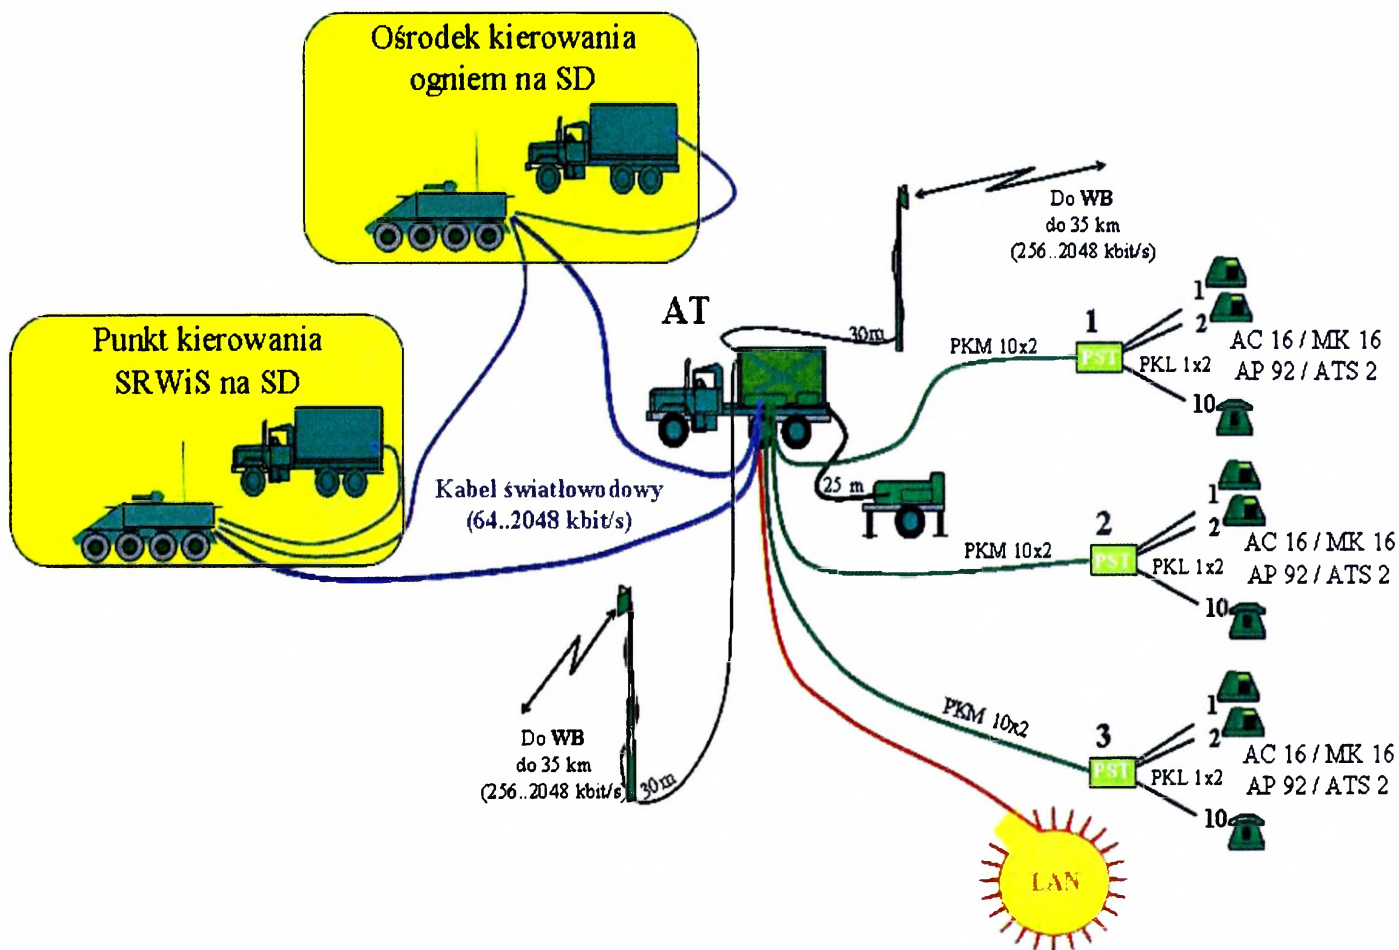 Ośrodek kierowania
ogniem na SD
Punkt kierowania
SRWiS na SD
Kabel światłowodowy
(64..2048 kbit/s)
AT
30m
Do WB
do 35 km
(256..2048 kbit/s)
25 m
Do WB
do 35 km
(256..2048 kbit/s)
30m
PKM 10x2
1
PST
PKL 1x2
1
2
10
AC 16 / MK 16
AP 92 / ATS 2
PKM 10x2
2
PST
PKL 1x2
1
2
10
AC 16 / MK 16
AP 92 / ATS 2
PKM 10x2
3
PST
PKL 1x2
1
2
10
AC 16 / MK 16
AP 92 / ATS 2
LAN